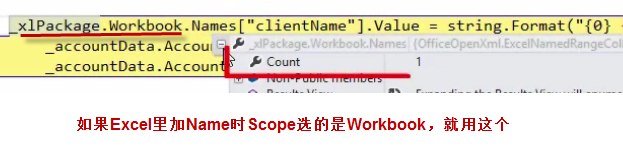 _xlPackage.Workbook.Names["clientName"].Value = string.Format("{0}
_accountData.Accou
_xlPackage.Workbook.Names {OfficeOpenXml.ExcelNamedRangeColl
Count 1
_accountData.Account
Non-Public members
Results View Expanding the Results View will enume
如果Excel里加Name时Scope选的是Workbook，就用这个